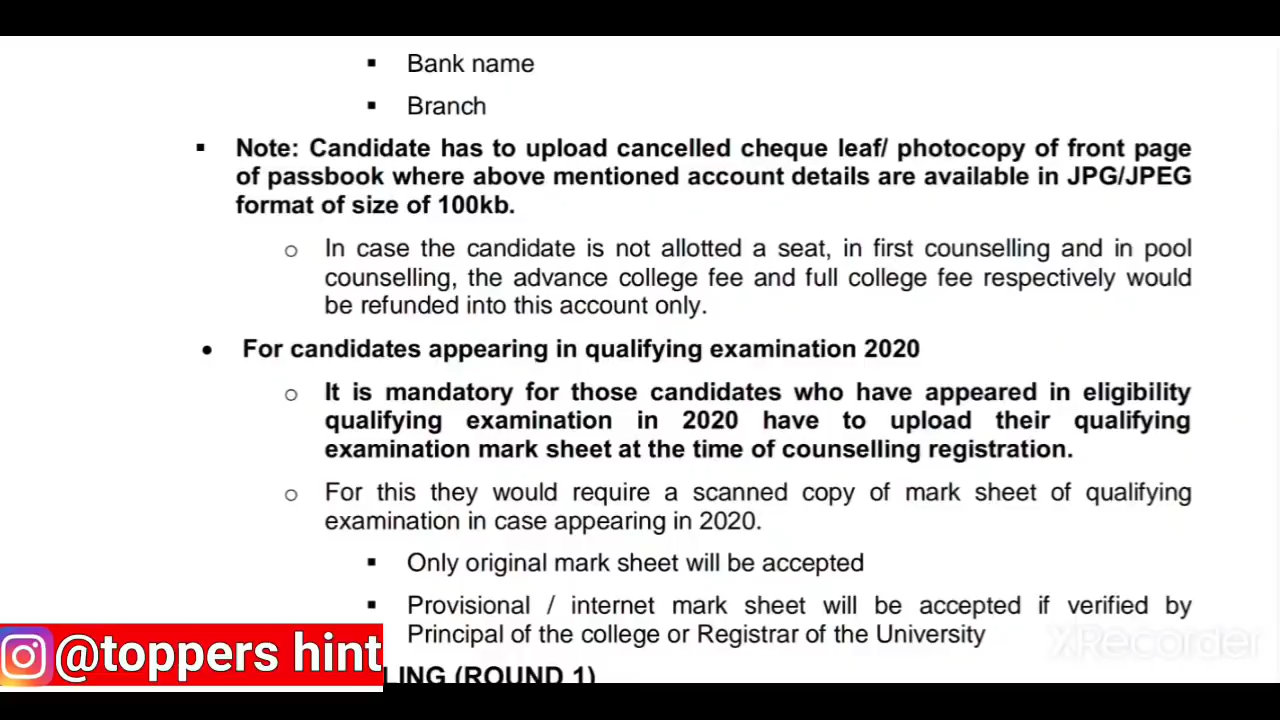 ▪ Bank name
▪ Branch
▪ Note: Candidate has to upload cancelled cheque leaf/ photocopy of front page
of passbook where above mentioned account details are available in JPG/JPEG
format of size of 100kb.
o In case the candidate is not allotted a seat, in first counselling and in pool
counselling, the advance college fee and full college fee respectively would
be refunded into this account only.
• For candidates appearing in qualifying examination 2020
o It is mandatory for those candidates who have appeared in eligibility
qualifying examination in 2020 have to upload their qualifying
examination mark sheet at the time of counselling registration.
o For this they would require a scanned copy of mark sheet of qualifying
examination in case appearing in 2020.
▪ Only original mark sheet will be accepted
▪ Provisional / internet mark sheet will be accepted if verified by
Principal of the college or Registrar of the University
XRecorder
@toppers hint
LING (ROUND 1)